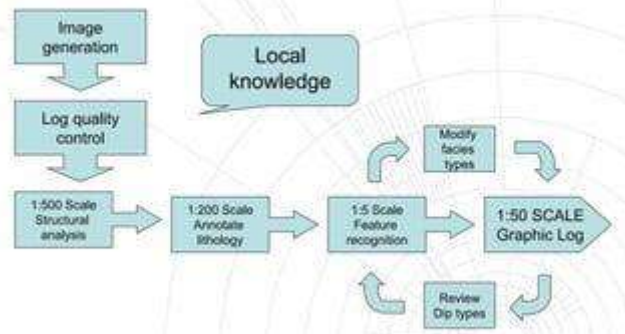 Image
generation
Local
knowledge
Log quality
control
Modify
facies
types
1:500 Scale
Structural
analysis
1:200 Scale
Annotate
lithology
1:5 Scale
Feature
recognition
1:50 SCALE
Graphic Log
Review
Dip types